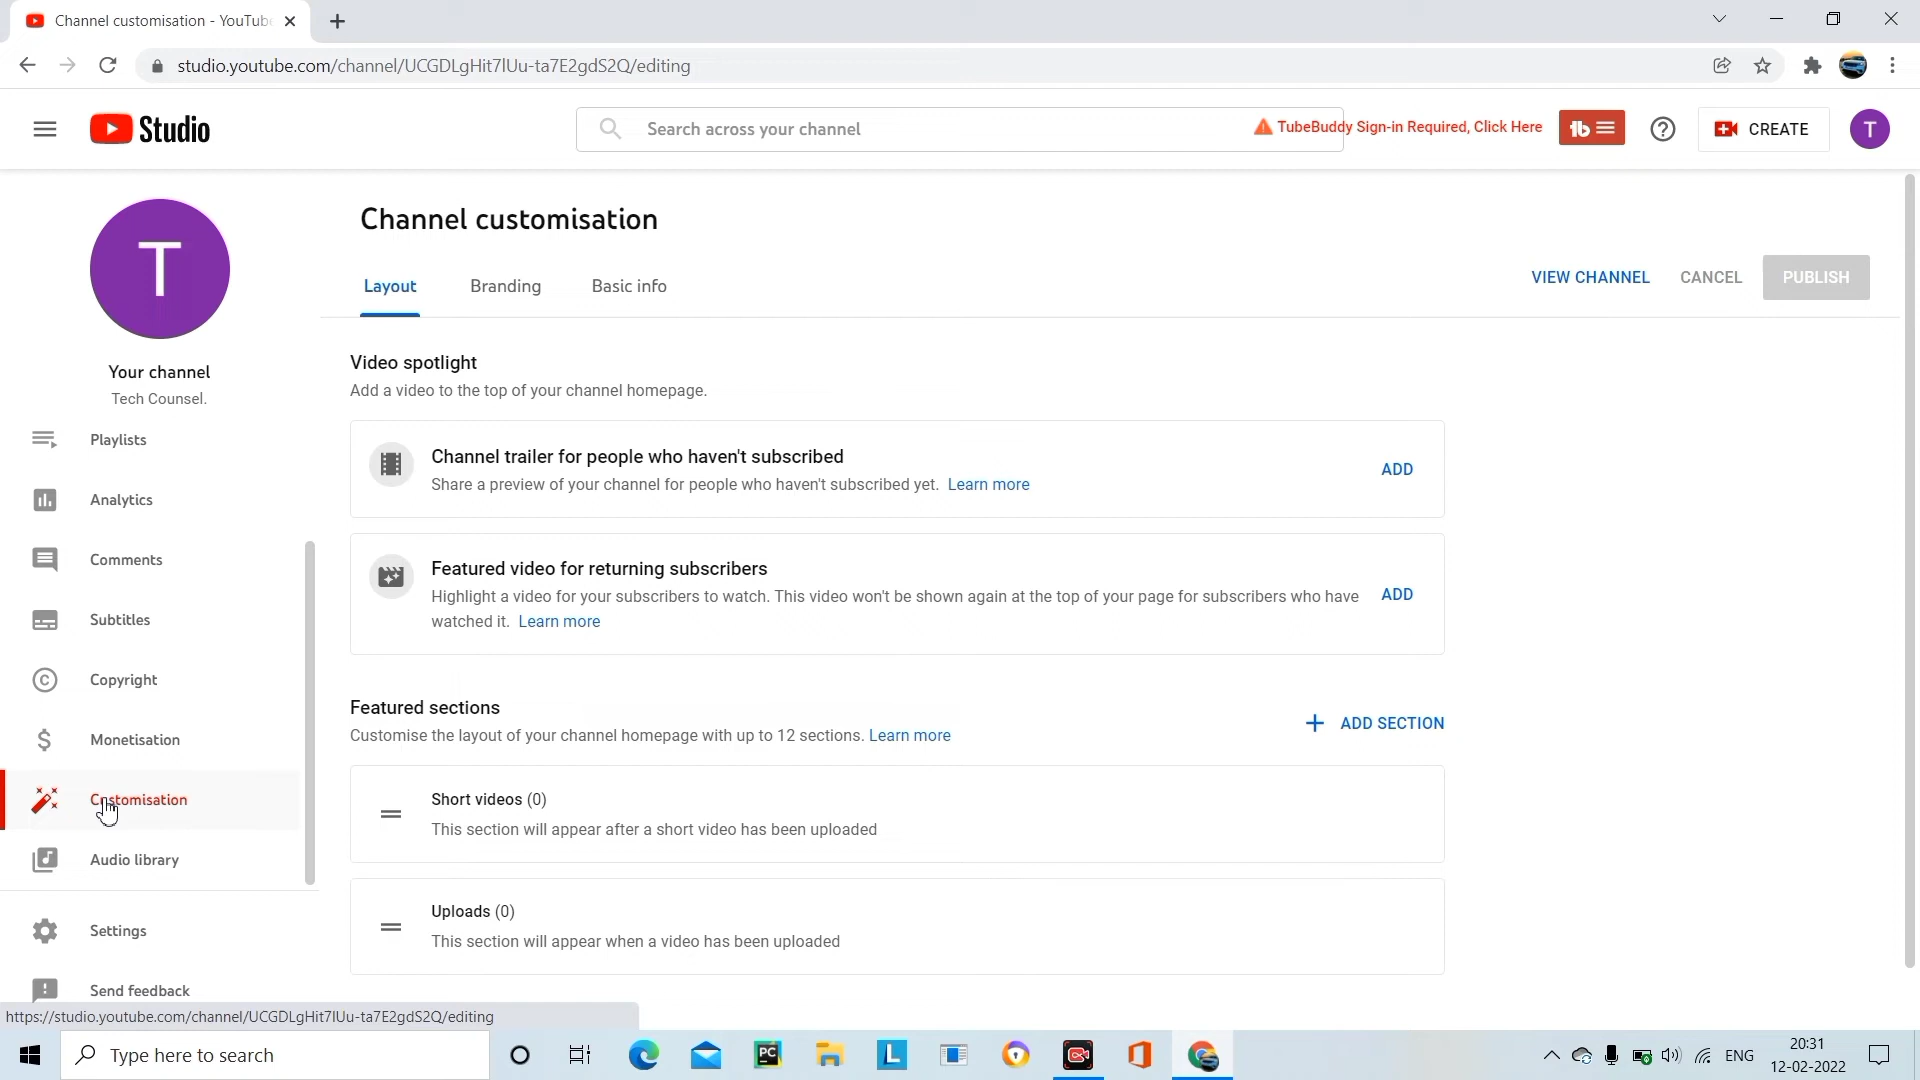 Channel customisation - YouTube
studio.youtube.com/channel/UCGDLgHit7lUu-ta7E2gdS2Q/editing
Studio
Search across your channel
TubeBuddy Sign-in Required, Click Here
tb
CREATE
T
T
Your channel
Tech Counsel.
Playlists
Analytics
Comments
Subtitles
Copyright
Monetisation
Customisation
Audio library
Settings
Send feedback
Channel customisation
Layout
Branding
Basic info
VIEW CHANNEL
CANCEL
PUBLISH
Video spotlight
Add a video to the top of your channel homepage.
Channel trailer for people who haven't subscribed
Share a preview of your channel for people who haven't subscribed yet. Learn more
ADD
Featured video for returning subscribers
Highlight a video for your subscribers to watch. This video won't be shown again at the top of your page for subscribers who have
watched it. Learn more
ADD
Featured sections
Customise the layout of your channel homepage with up to 12 sections. Learn more
ADD SECTION
Short videos (0)
This section will appear after a short video has been uploaded
Uploads (0)
This section will appear when a video has been uploaded
https://studio.youtube.com/channel/UCGDLgHit7lUu-ta7E2gdS2Q/editing
Type here to search
PC
L
ENG
20:31
12-02-2022